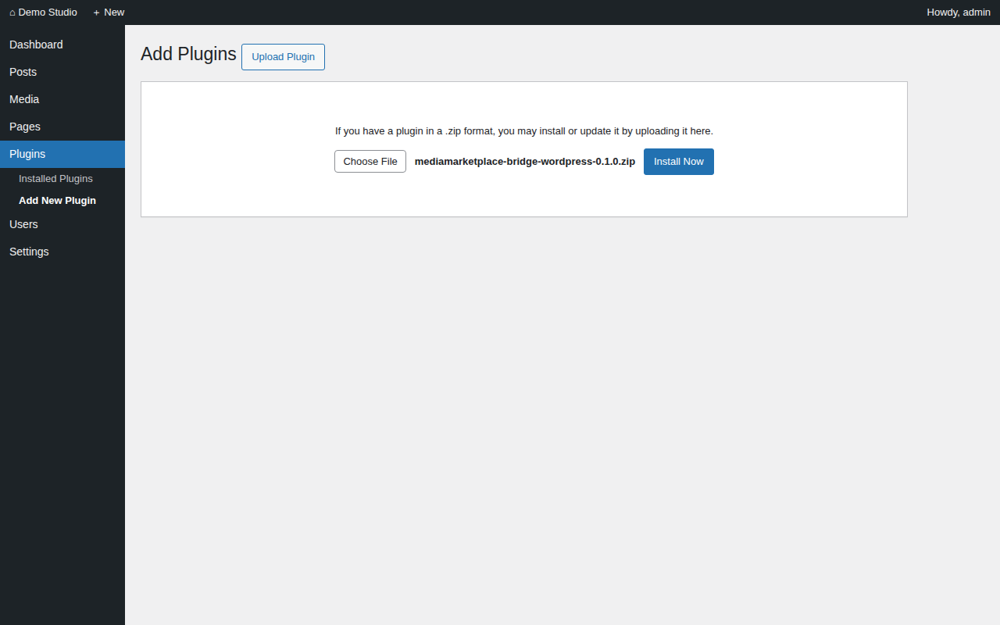 ⌂ Demo Studio + New Howdy, admin
Dashboard
Posts
Media
Pages
Plugins
Installed Plugins
Add New Plugin
Users
Settings
Add Plugins Upload Plugin
If you have a plugin in a .zip format, you may install or update it by uploading it here.
Choose File mediamarketplace-bridge-wordpress-0.1.0.zip Install Now